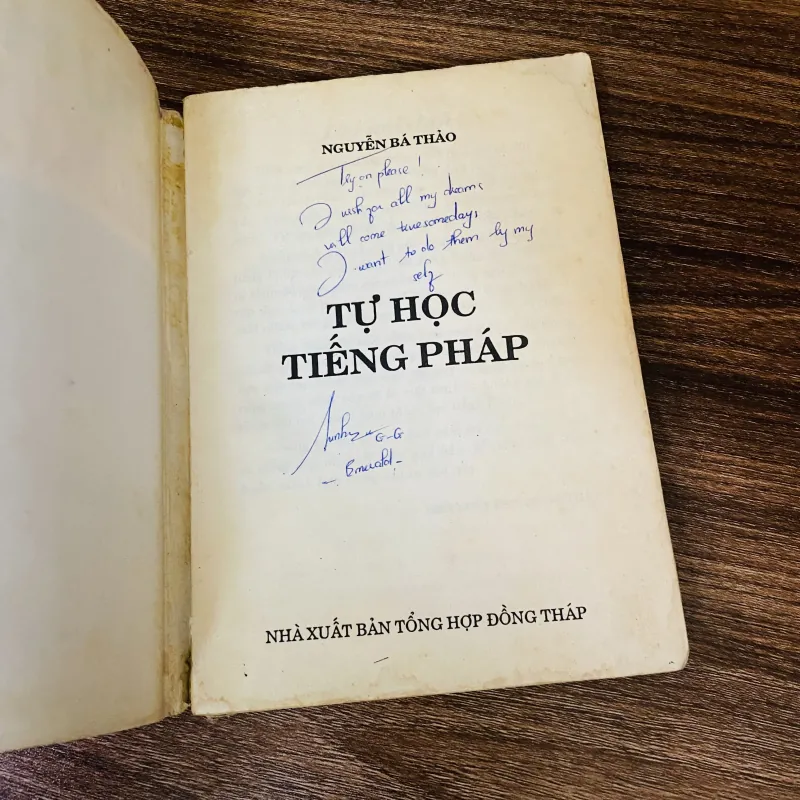 NGUYỄN BÁ THẢO
Try on please!
I wish you all my dreams
will come true somedays
I want to do them by my
self
TỰ HỌC
TIẾNG PHÁP
G-G
NHÀ XUẤT BẢN TỔNG HỢP ĐỒNG THÁP